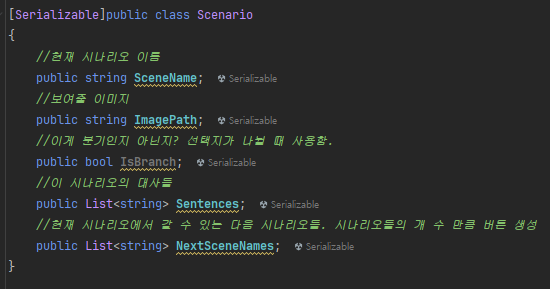 [Serializable]public class Scenario
{
//현재 시나리오 이름
public string SceneName; Serializable
//보여줄 이미지
public string ImagePath; Serializable
//이게 분기인지 아닌지? 선택지가 나뉠 때 사용함.
public bool IsBranch; Serializable
//이 시나리오의 대사들
public List<string> Sentences; Serializable
//현재 시나리오에서 갈 수 있는 다음 시나리오들. 시나리오들의 개 수 만큼 버튼 생성
public List<string> NextSceneNames; Serializable
}